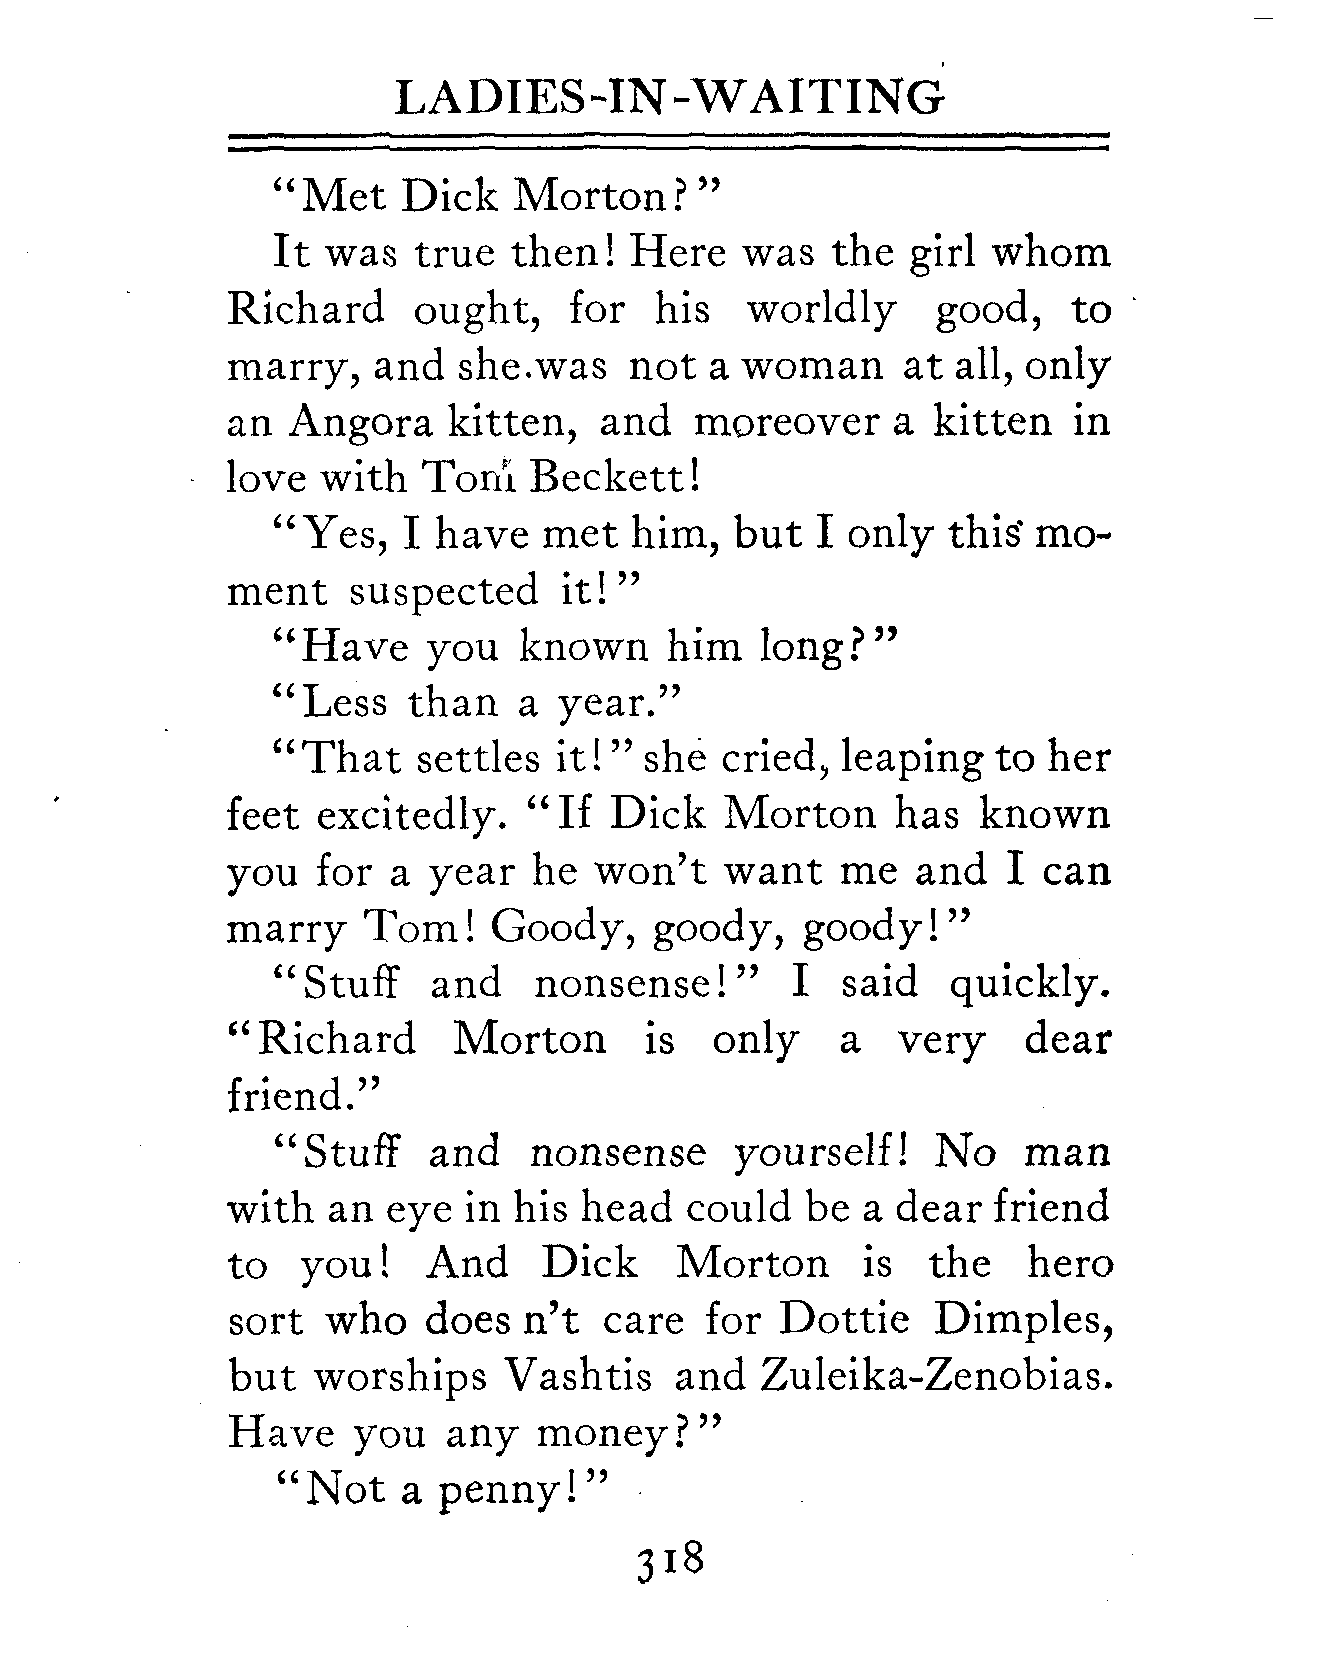 LADIES-IN-WAITING
“Met Dick Morton?”
It was true then! Here was the girl whom
Richard ought, for his worldly good, to
marry, and she was not a woman at all, only
an Angora kitten, and moreover a kitten in
love with Tom Beckett!
“Yes, I have met him, but I only this mo-
ment suspected it!”
“Have you known him long?”
“Less than a year.”
“That settles it!” she cried, leaping to her
feet excitedly. “If Dick Morton has known
you for a year he won’t want me and I can
marry Tom! Goody, goody, goody!”
“Stuff and nonsense!” I said quickly.
“Richard Morton is only a very dear
friend.”
“Stuff and nonsense yourself! No man
with an eye in his head could be a dear friend
to you! And Dick Morton is the hero
sort who does n’t care for Dottie Dimples,
but worships Vashtis and Zuleika-Zenobias.
Have you any money?”
“Not a penny!”
318